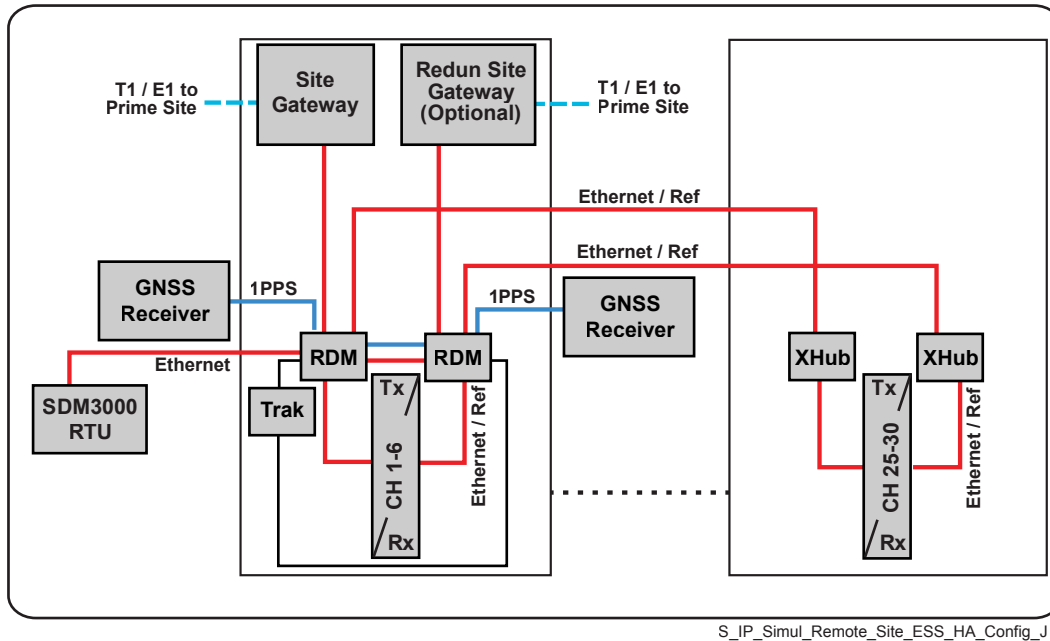 Site
Gateway
Redun Site
Gateway
(Optional)
T1 / E1 to
Prime Site
T1 / E1 to
Prime Site
Ethernet / Ref
Ethernet / Ref
GNSS
Receiver
1PPS
1PPS
GNSS
Receiver
RDM
RDM
XHub
XHub
Ethernet
SDM3000
RTU
Trak
Tx
CH 1-6
Rx
Ethernet / Ref
Tx
CH 25-30
Rx
Ethernet / Ref
S_IP_Simul_Remote_Site_ESS_HA_Config_J